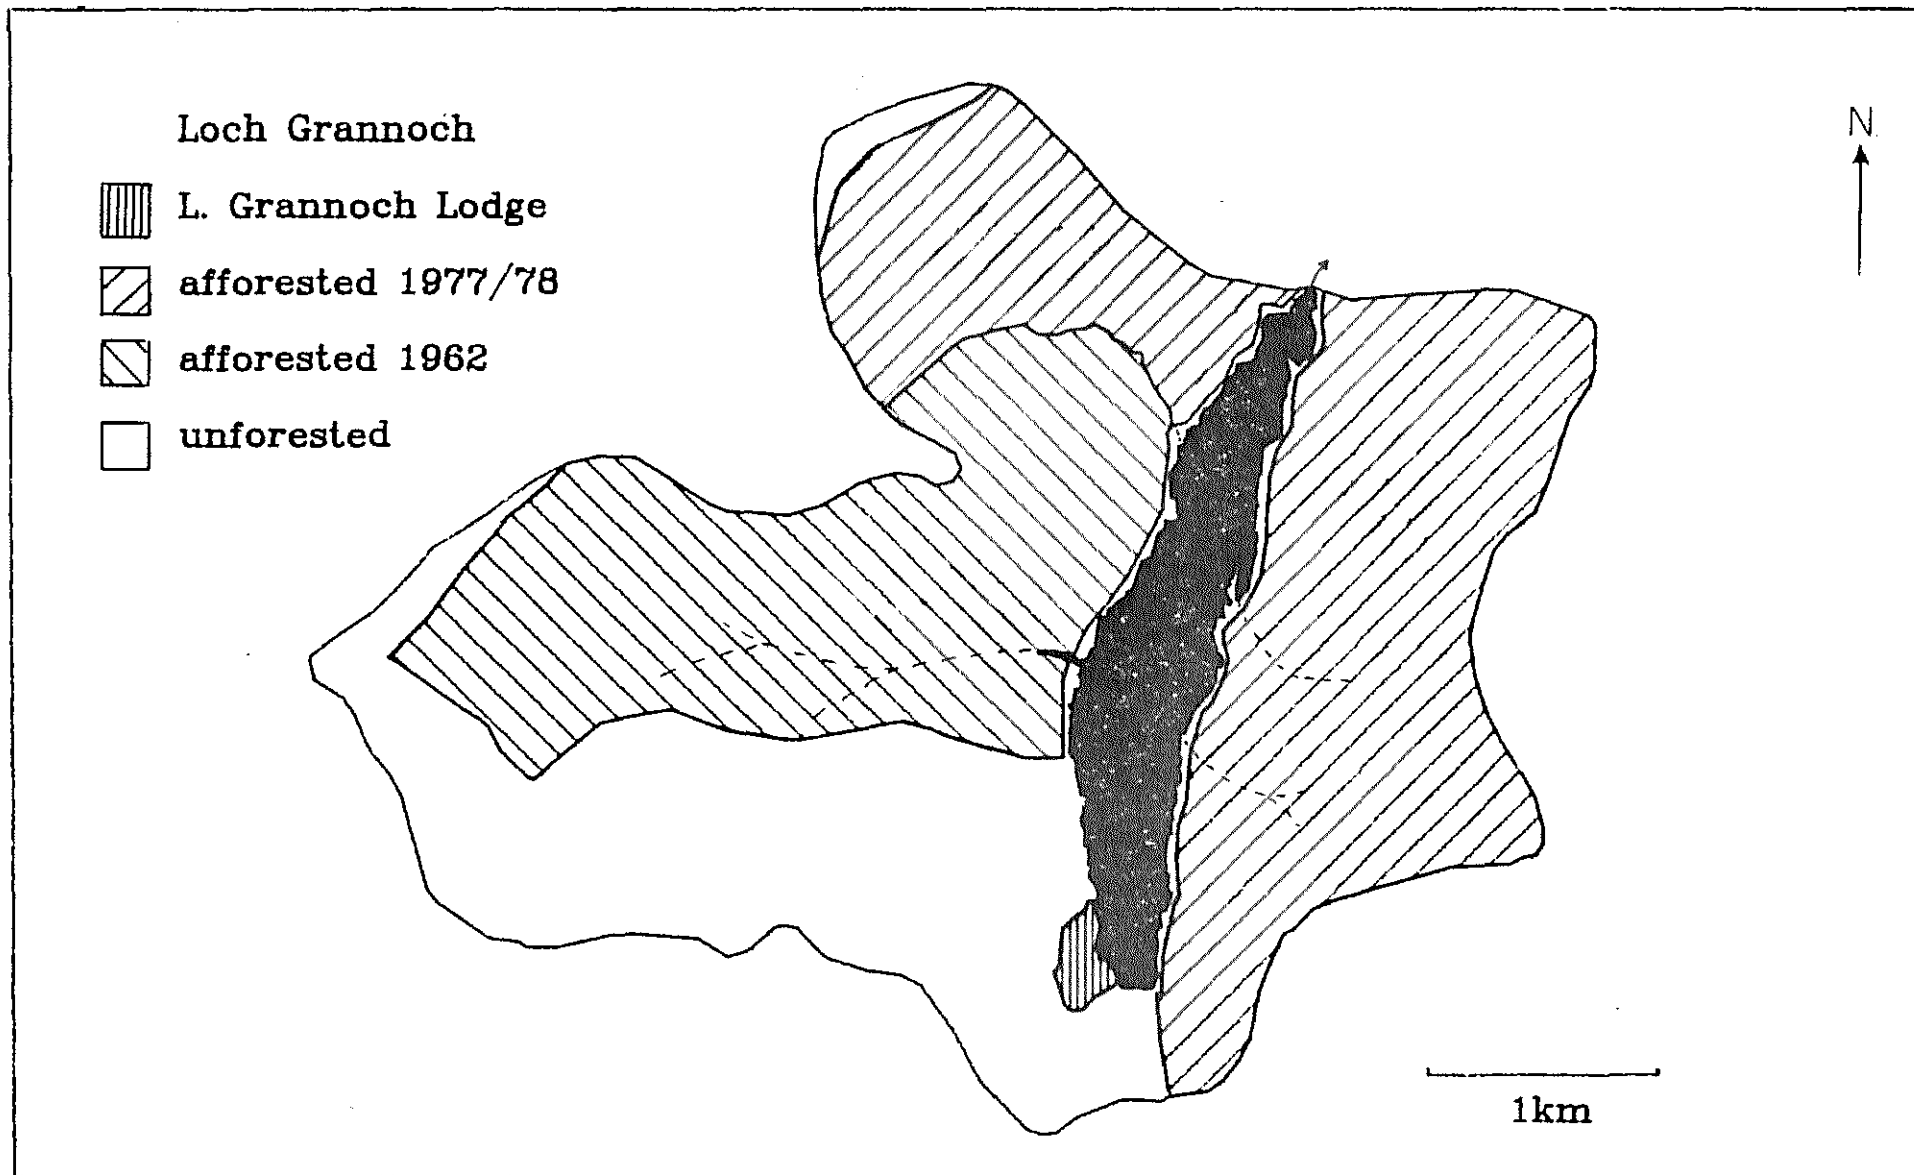 Loch Grannoch
L. Grannoch Lodge
afforested 1977/78
afforested 1962
unforested
N
1km